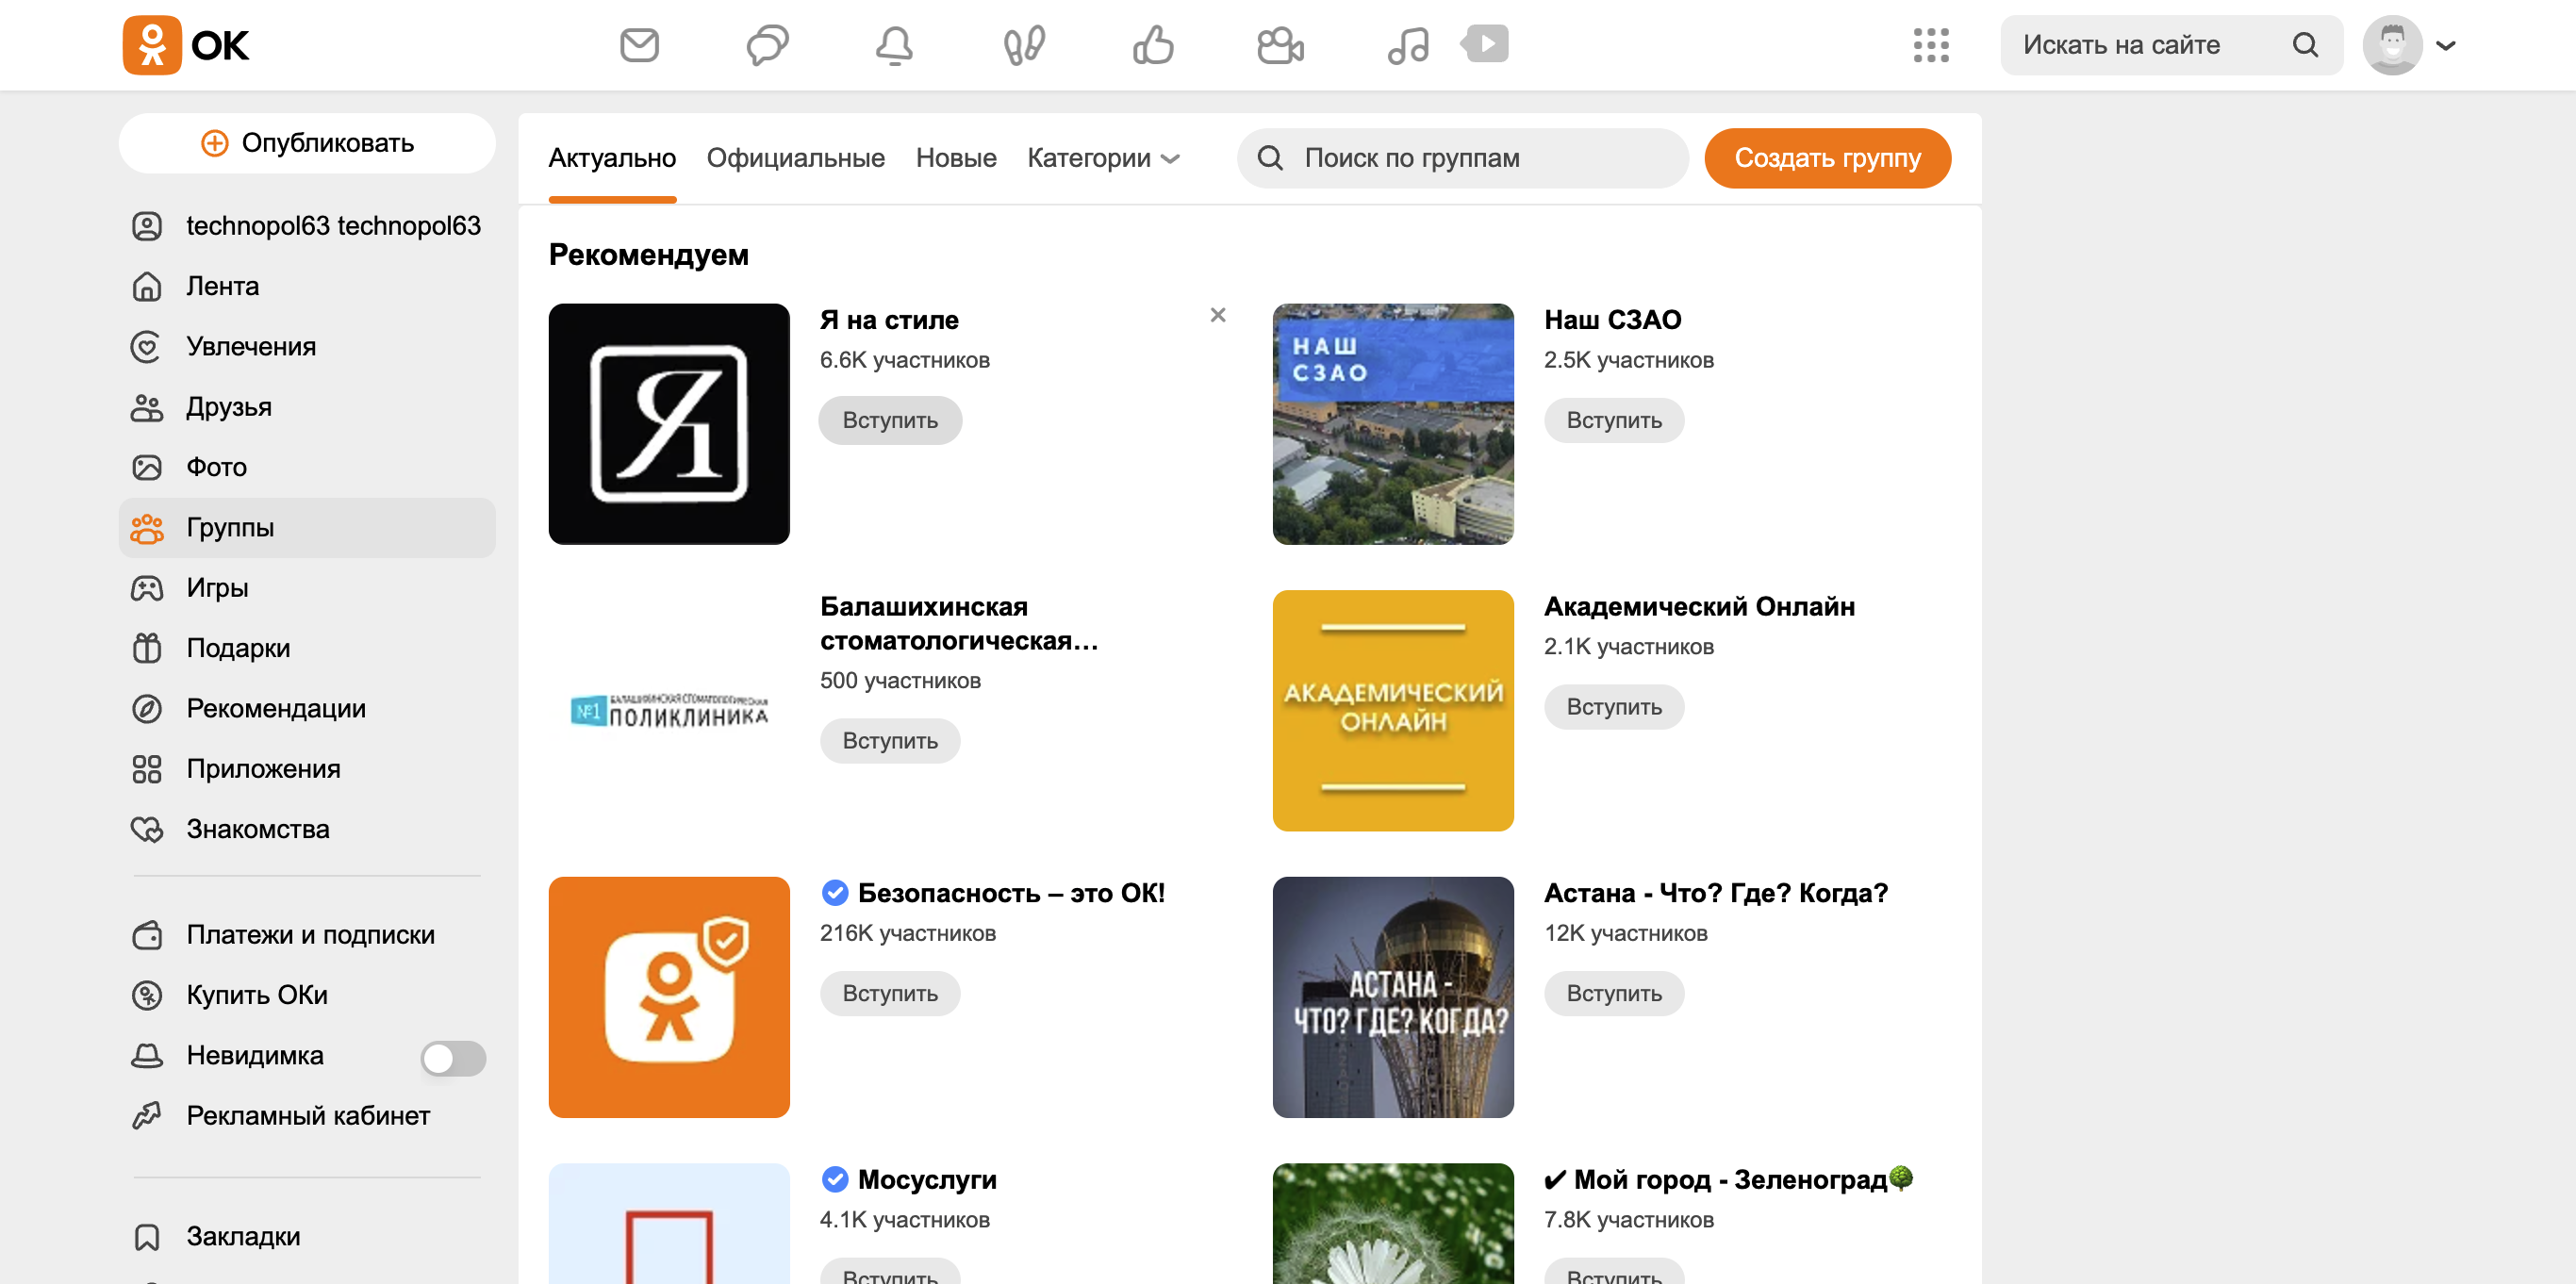 ОК
Искать на сайте
Опубликовать
technopol63 technopol63
Лента
Увлечения
Друзья
Фото
Группы
Игры
Подарки
Рекомендации
Приложения
Знакомства
Платежи и подписки
Купить ОКи
Невидимка
Рекламный кабинет
Закладки
Актуально
Официальные
Новые
Категории
Поиск по группам
Создать группу
Рекомендуем
Я
Я на стиле
6.6K участников
Вступить
НАШ
СЗАО
Наш СЗАО
2.5K участников
Вступить
№1
БАЛАШИХИНСКАЯ СТОМАТОЛОГИЧЕСКАЯ
ПОЛИКЛИНИКА
Балашихинская
стоматологическая...
500 участников
Вступить
АКАДЕМИЧЕСКИЙ
ОНЛАЙН
Академический Онлайн
2.1K участников
Вступить
Безопасность – это ОК!
216K участников
Вступить
АСТАНА -
ЧТО? ГДЕ? КОГДА?
Астана - Что? Где? Когда?
12K участников
Вступить
Мосуслуги
4.1K участников
Вступить
✔ Мой город - Зеленоград🌳
7.8K участников
Вступить